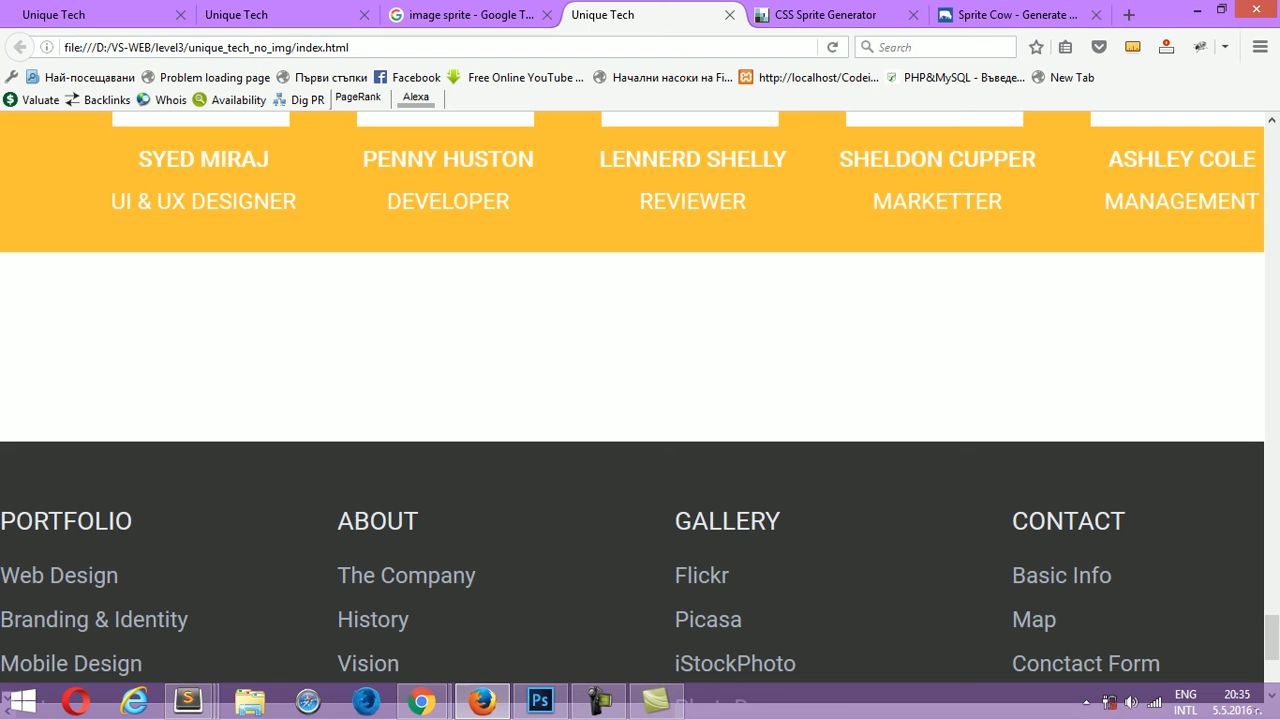 Unique Tech
Unique Tech
image sprite - Google T...
Unique Tech
CSS Sprite Generator
Sprite Cow - Generate ...
file:///D:/VS-WEB/level3/unique_tech_no_img/index.html
Search
Най-посещавани
Problem loading page
Първи стъпки
Facebook
Free Online YouTube ...
Начални насоки на Fi...
http://localhost/Codei...
PHP&MySQL - Въведе...
New Tab
Valuate
Backlinks
Whois
Availability
Dig PR
PageRank
Alexa
SYED MIRAJ
PENNY HUSTON
LENNERD SHELLY
SHELDON CUPPER
ASHLEY COLE
UI & UX DESIGNER
DEVELOPER
REVIEWER
MARKETTER
MANAGEMENT
PORTFOLIO
ABOUT
GALLERY
CONTACT
Web Design
The Company
Flickr
Basic Info
Branding & Identity
History
Picasa
Map
Mobile Design
Vision
iStockPhoto
Conctact Form
Ps
ENG
INTL
20:35
5.5.2016 г.